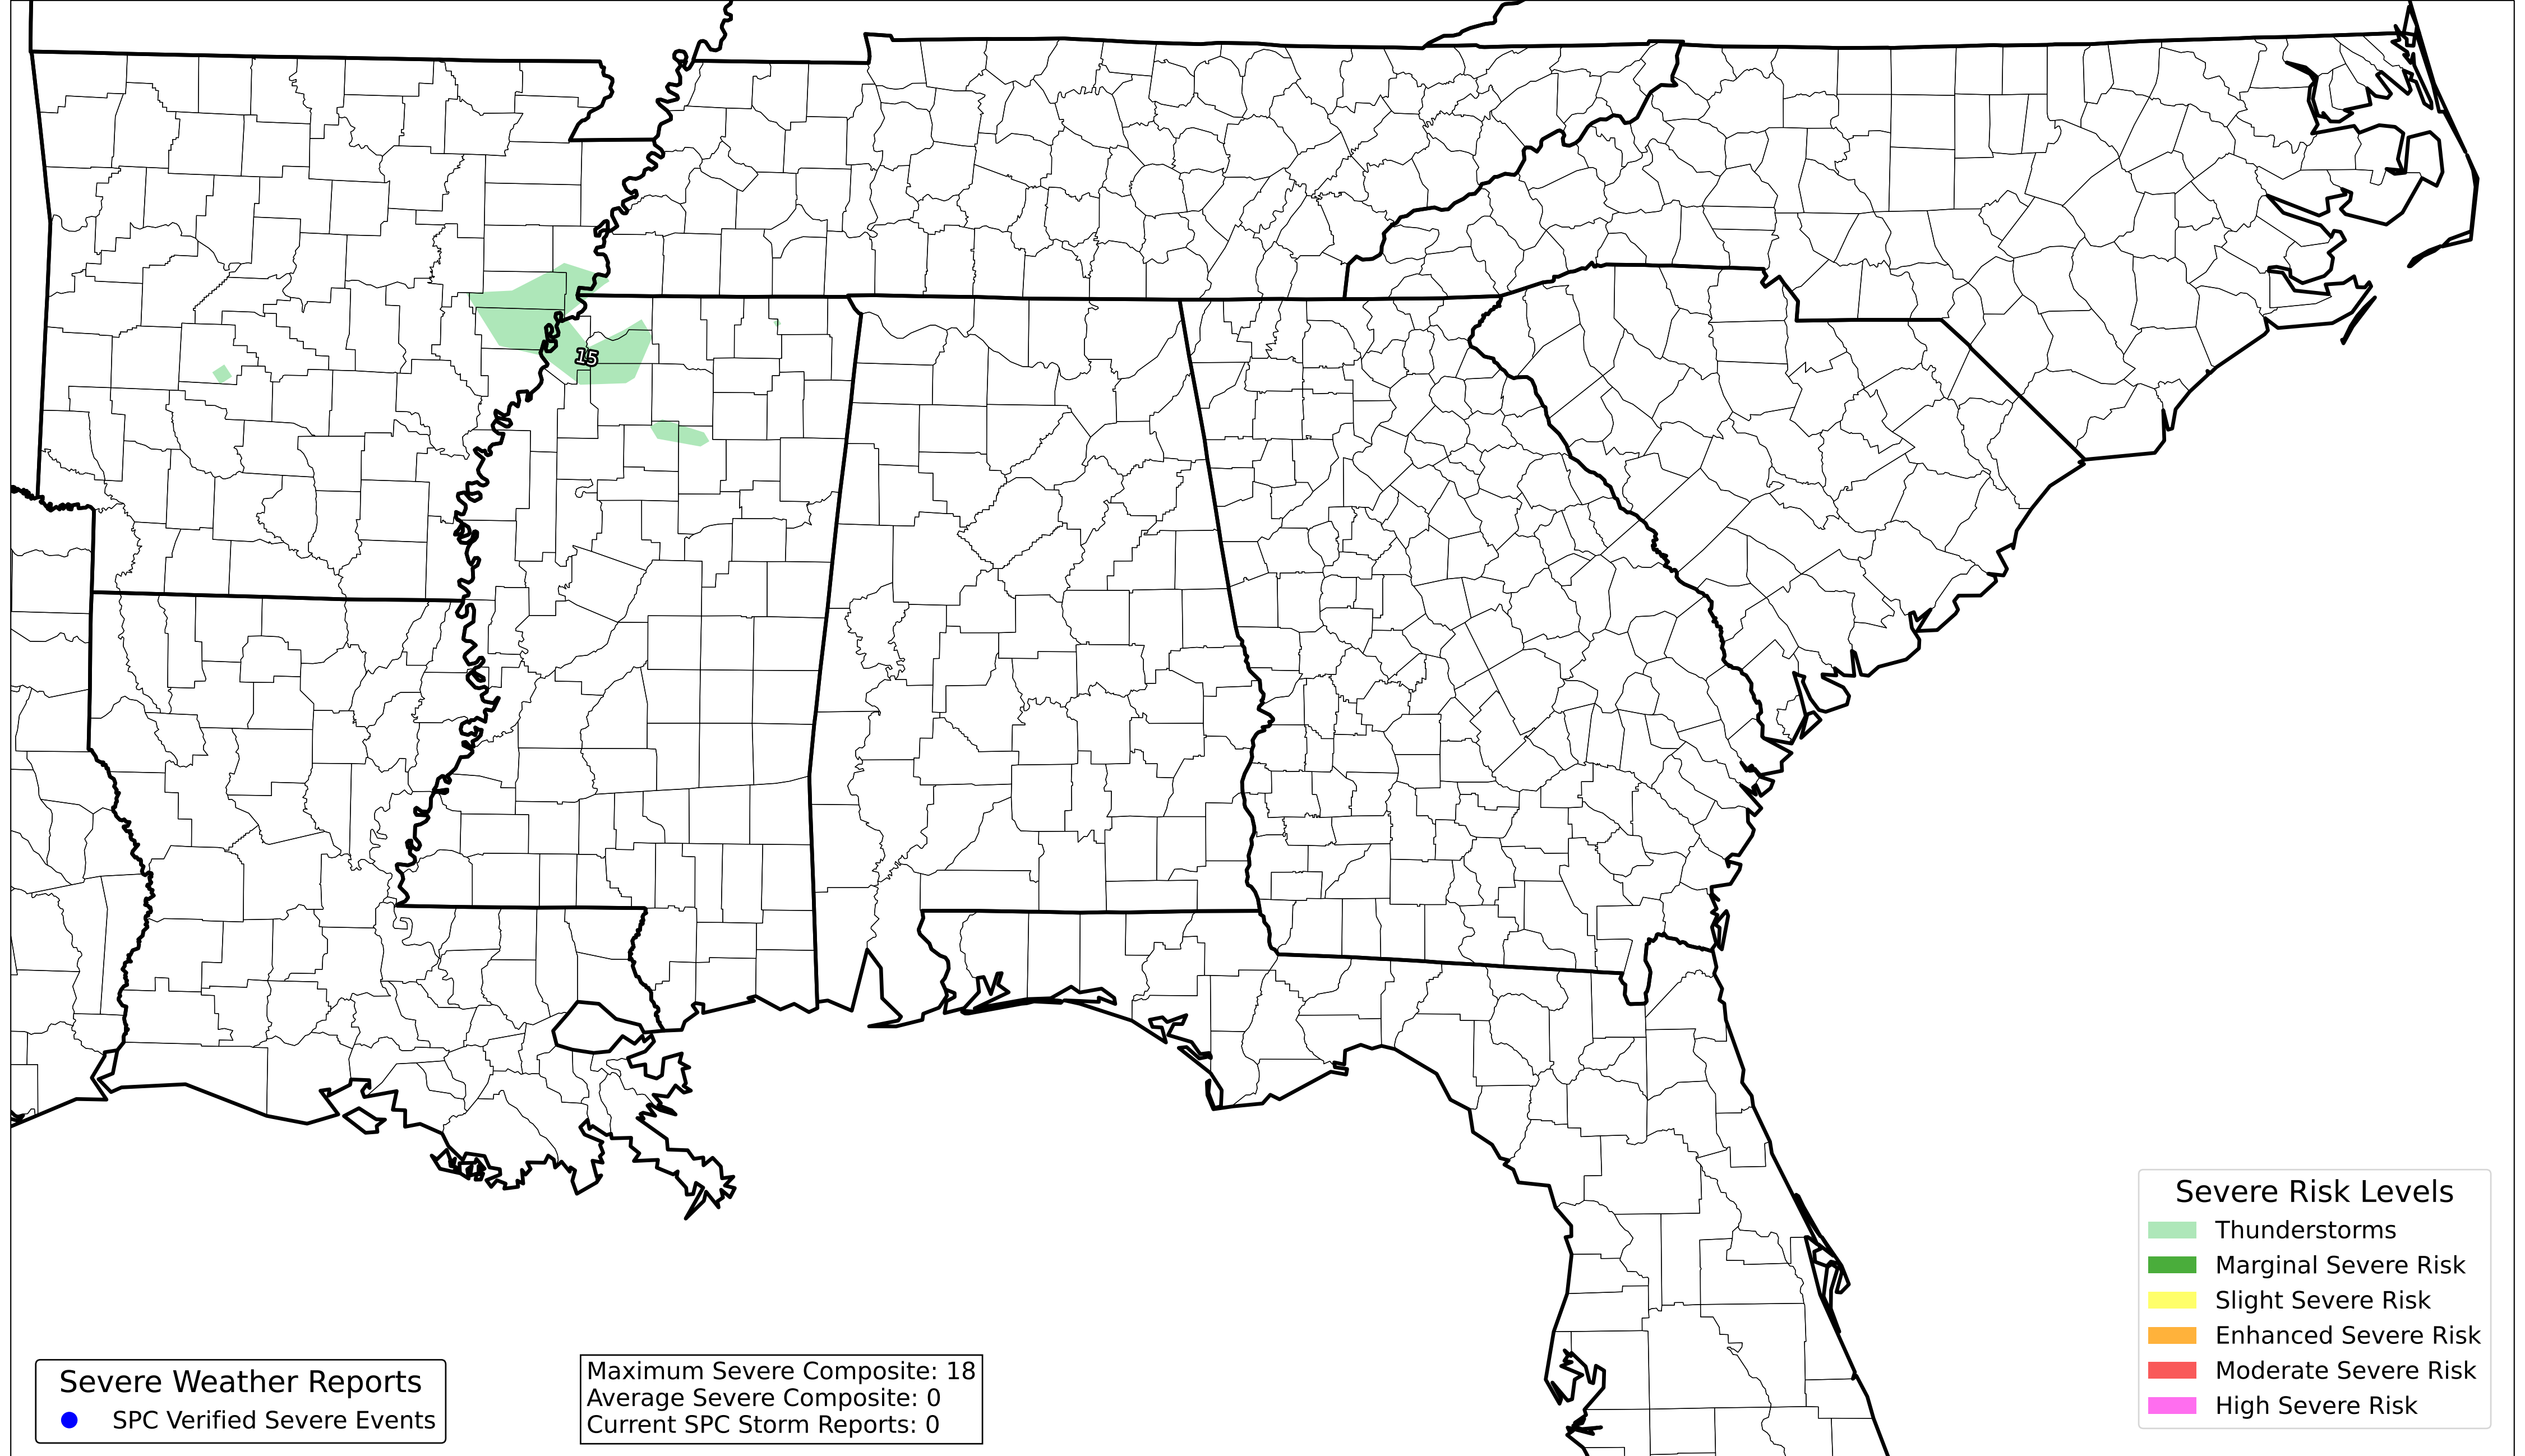 15
Severe Weather Reports
SPC Verified Severe Events
Maximum Severe Composite: 18
Average Severe Composite: 0
Current SPC Storm Reports: 0
Severe Risk Levels
Thunderstorms
Marginal Severe Risk
Slight Severe Risk
Enhanced Severe Risk
Moderate Severe Risk
High Severe Risk